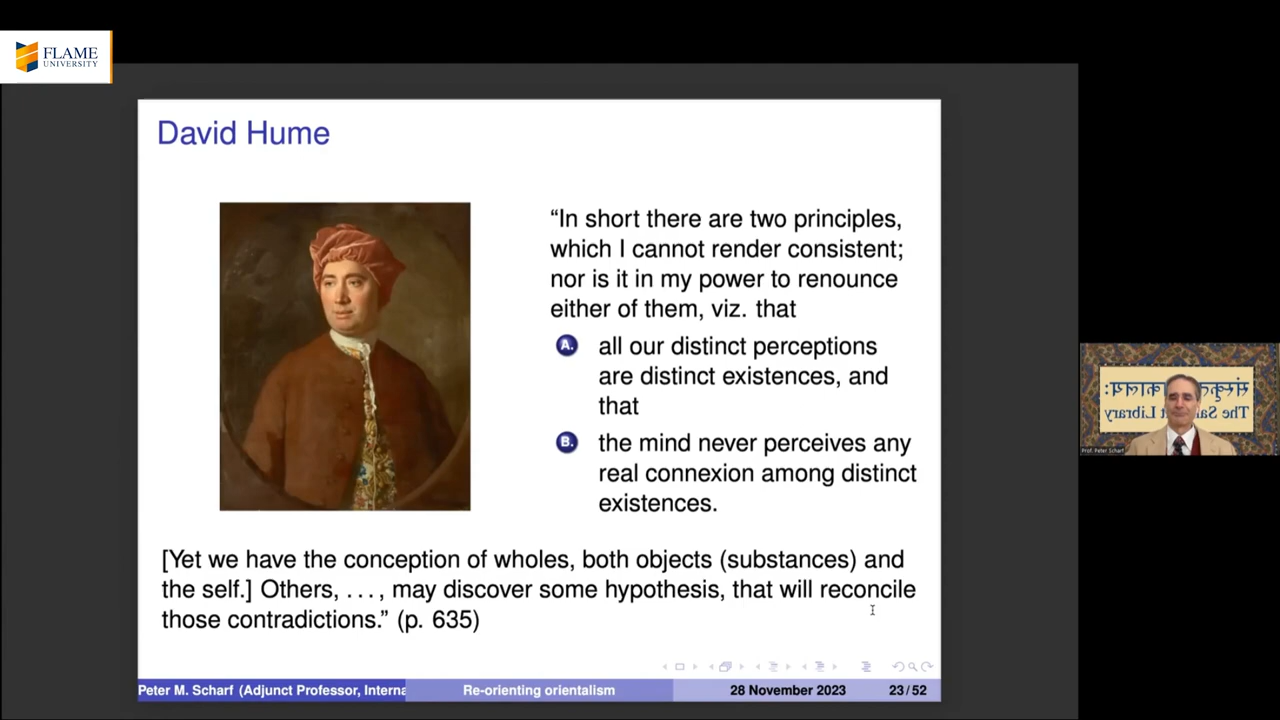 FLAME
UNIVERSITY
David Hume
“In short there are two principles,
which I cannot render consistent;
nor is it in my power to renounce
either of them, viz. that
A. all our distinct perceptions
are distinct existences, and
that
B. the mind never perceives any
real connexion among distinct
existences.
[Yet we have the conception of wholes, both objects (substances) and
the self.] Others, . . . , may discover some hypothesis, that will reconcile
those contradictions.” (p. 635)
Peter M. Scharf (Adjunct Professor, Interna
Re-orienting orientalism
28 November 2023
23 / 52
The Sa
Library
Prof. Peter Scharf